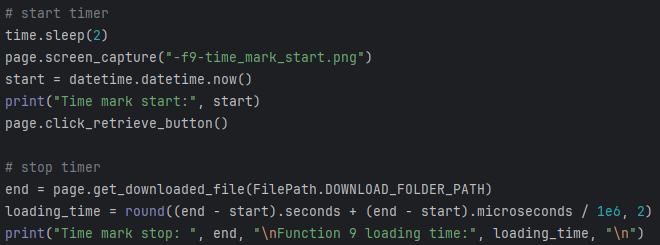 # start timer
time.sleep(2)
page.screen_capture("-f9-time_mark_start.png")
start = datetime.datetime.now()
print("Time mark start:", start)
page.click_retrieve_button()
# stop timer
end = page.get_downloaded_file(FilePath.DOWNLOAD_FOLDER_PATH)
loading_time = round((end - start).seconds + (end - start).microseconds / 1e6, 2)
print("Time mark stop: ", end, "\nFunction 9 loading time:", loading_time, "\n")